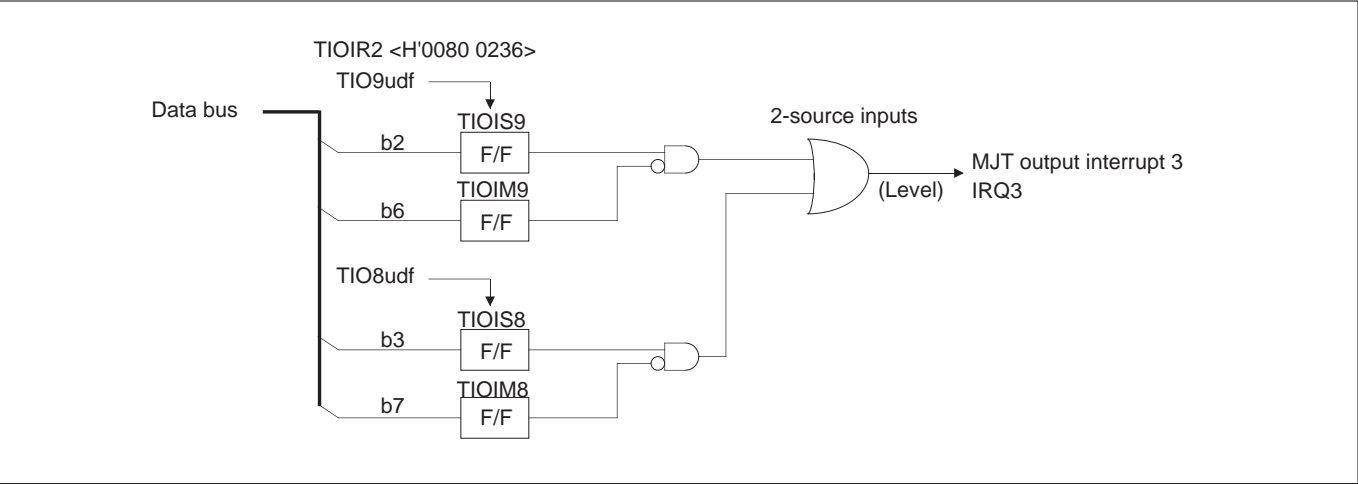 TIOIR2 <H'0080 0236>
TIO9udf
Data bus
TIOIS9
2-source inputs
b2
F/F
MJT output interrupt 3
TIOIM9
(Level)
IRQ3
b6
F/F
TIO8udf
TIOIS8
b3
F/F
TIOIM8
b7
F/F